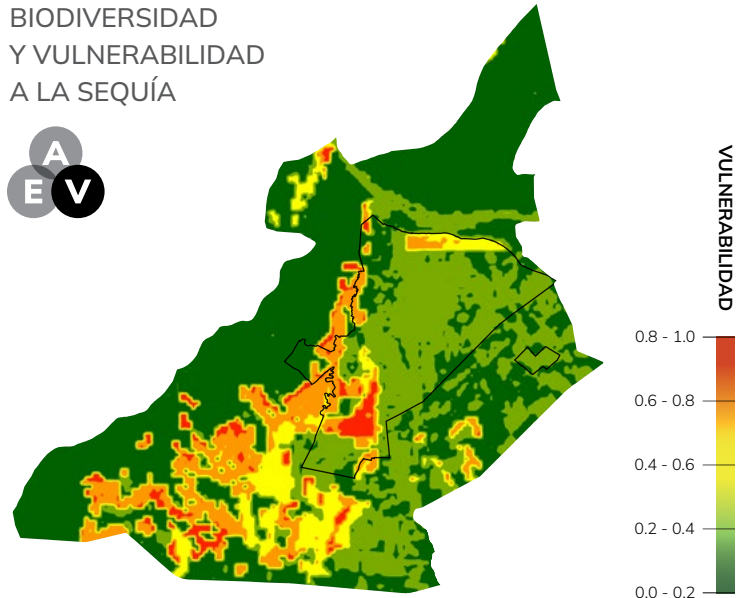 BIODIVERSIDAD
Y VULNERABILIDAD
A LA SEQUÍA
A
E V
VULNERABILIDAD
0.8 - 1.0
0.6 - 0.8
0.4 - 0.6
0.2 - 0.4
0.0 - 0.2